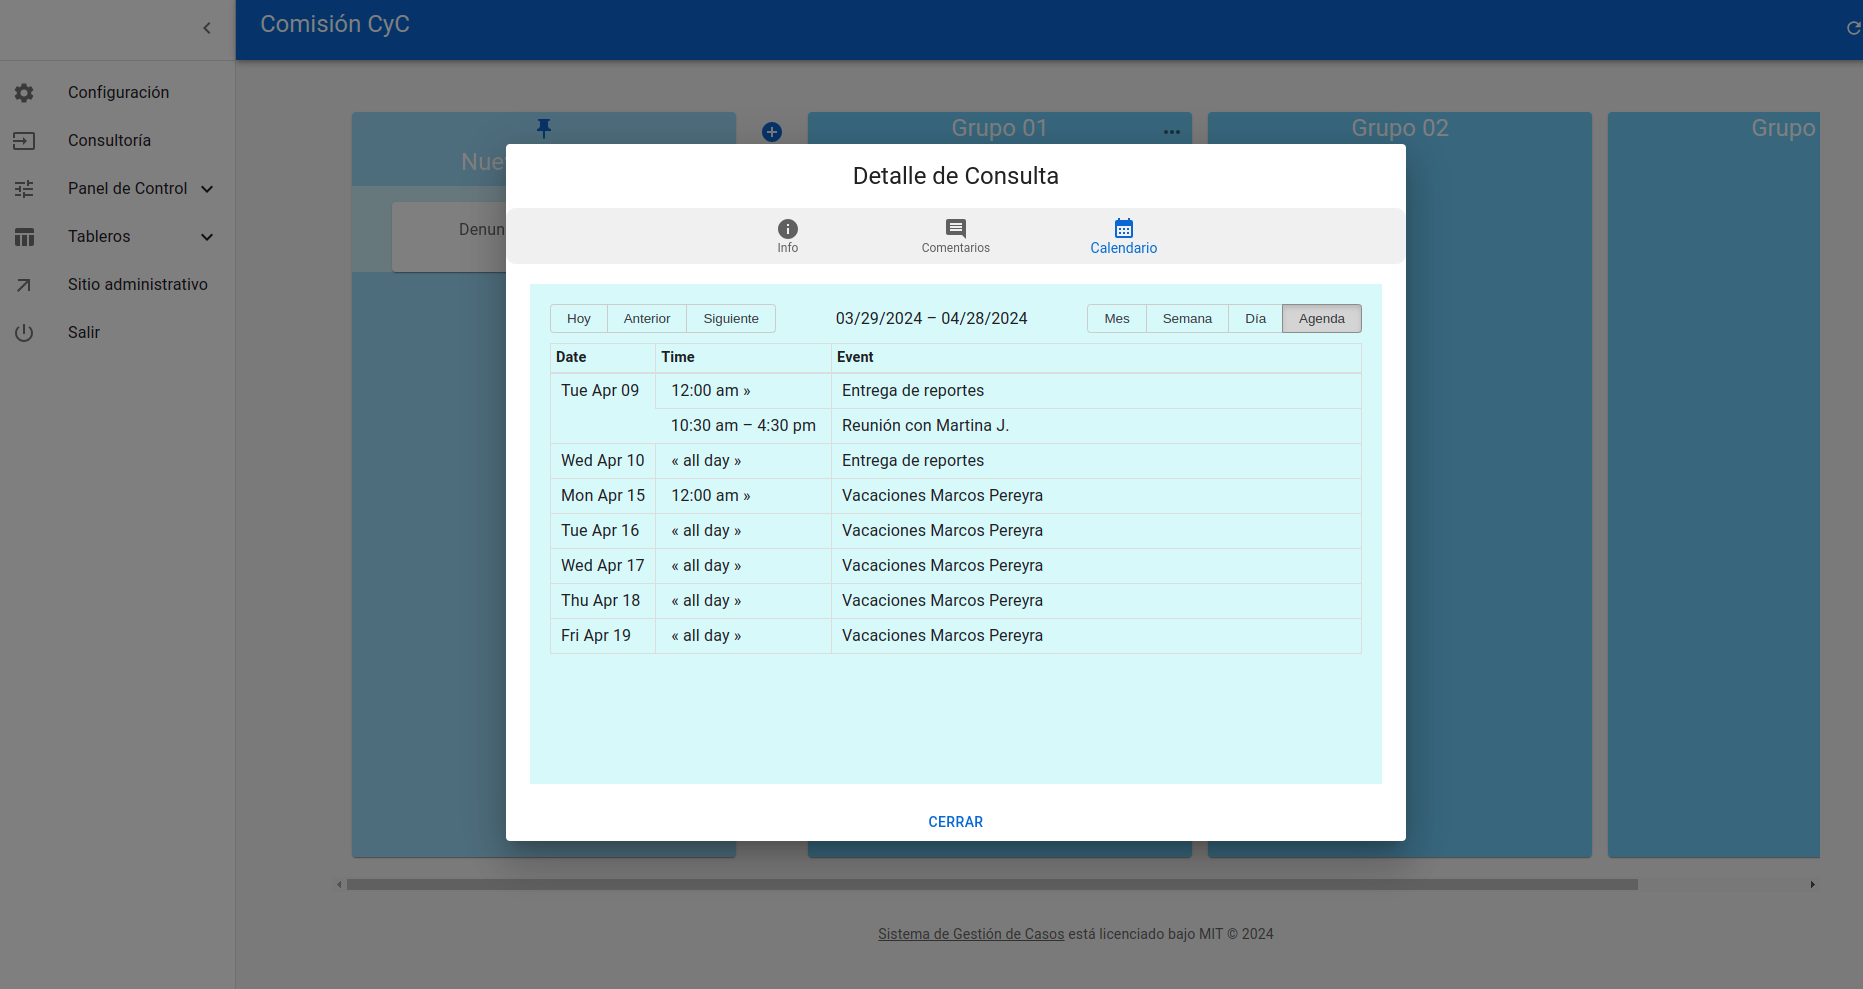 Comisión CyC
Configuración
Consultoría
Panel de Control
Tableros
Sitio administrativo
Salir
Grupo 01
Grupo 02
Grupo
Detalle de Consulta
Info
Comentarios
Calendario
Hoy Anterior Siguiente 03/29/2024 – 04/28/2024 Mes Semana Día Agenda
Date Time Event
Tue Apr 09 12:00 am » Entrega de reportes
10:30 am – 4:30 pm Reunión con Martina J.
Wed Apr 10 « all day » Entrega de reportes
Mon Apr 15 12:00 am » Vacaciones Marcos Pereyra
Tue Apr 16 « all day » Vacaciones Marcos Pereyra
Wed Apr 17 « all day » Vacaciones Marcos Pereyra
Thu Apr 18 « all day » Vacaciones Marcos Pereyra
Fri Apr 19 « all day » Vacaciones Marcos Pereyra
CERRAR
Sistema de Gestión de Casos está licenciado bajo MIT © 2024